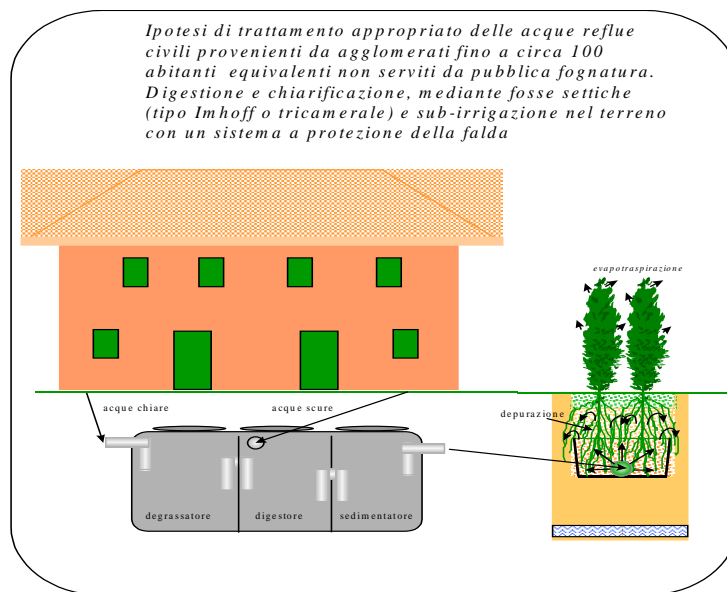 Ipotesi di trattamento appropriato delle acque reflue
civili provenienti da agglomerati fino a circa 100
abitanti equivalenti non serviti da pubblica fognatura.
Digestione e chiarificazione, mediante fosse settiche
(tipo Imhoff o tricamerale) e sub-irrigazione nel terreno
con un sistema a protezione della falda
evapotraspirazione
acque chiare
acque scure
depurazione
degrassatore
digestore
sedimentatore